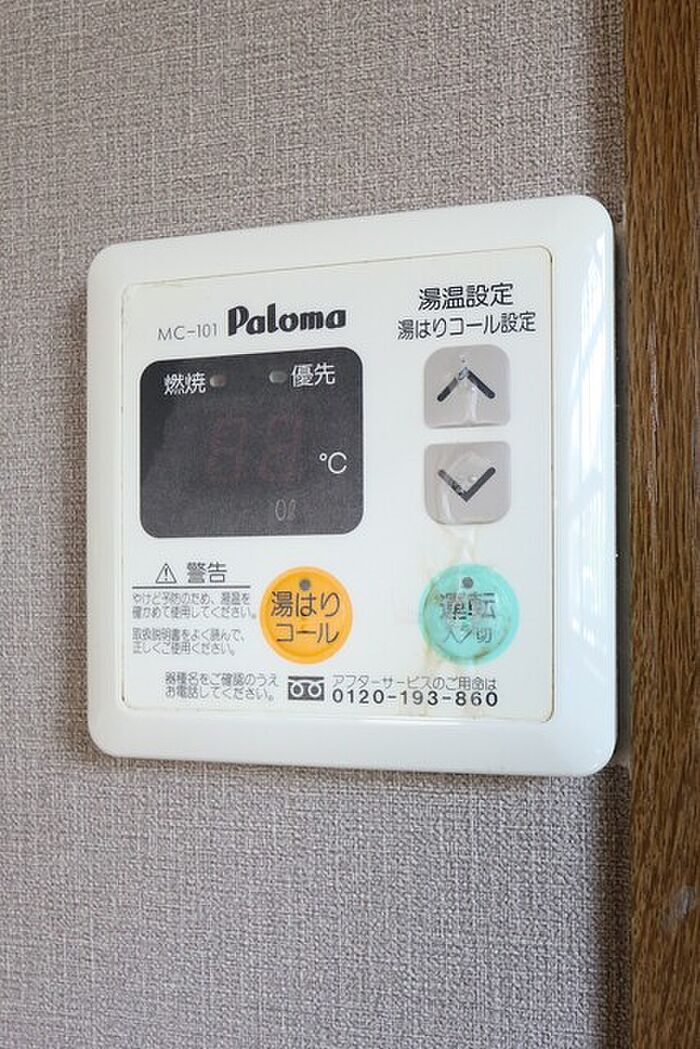 MC-101 Paloma
湯温設定
湯はりコール設定
燃焼 優先
℃
0ℓ
警告
やけど予防のため、湯温を
確かめて使用してください。
取扱説明書をよく読んで、
正しくご使用ください。
湯はり
コール
運転
入/切
器種名をご確認のうえ
お電話してください。
アフターサービスのご用命は
0120-193-860